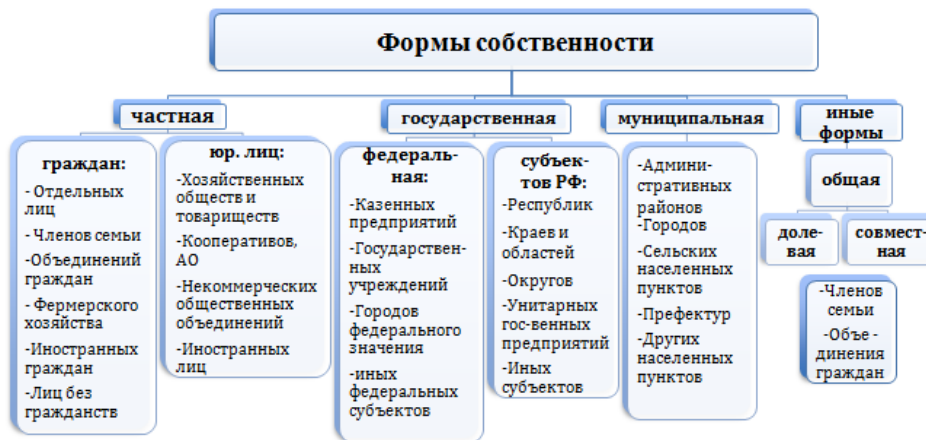 Формы собственности
частная
государственная
муниципальная
иные
формы
граждан:
- Отдельных
лиц
- Членов семьи
-Объединений
граждан
- Фермерского
хозяйства
-Иностранных
граждан
-Лиц без
гражданств
юр. лиц:
-Хозяйственных
обществ и
товариществ
-Кооперативов,
АО
-Некоммерческих
общественных
объединений
-Иностранных
лиц
федераль-
ная:
-Казенных
предприятий
-Государствен-
ных
учреждений
-Городов
федерального
значения
-иных
федеральных
субъектов
субъек-
тов РФ:
-Республик
-Краев и
областей
-Округов
-Унитарных
гос-венных
предприятий
-Иных
субъектов
-Админи-
стративных
районов
-Городов
-Сельских
населенных
пунктов
-Префектур
-Других
населенных
пунктов
общая
доле-
вая
совмест-
ная
-Членов
семьи
-Объе -
динения
граждан